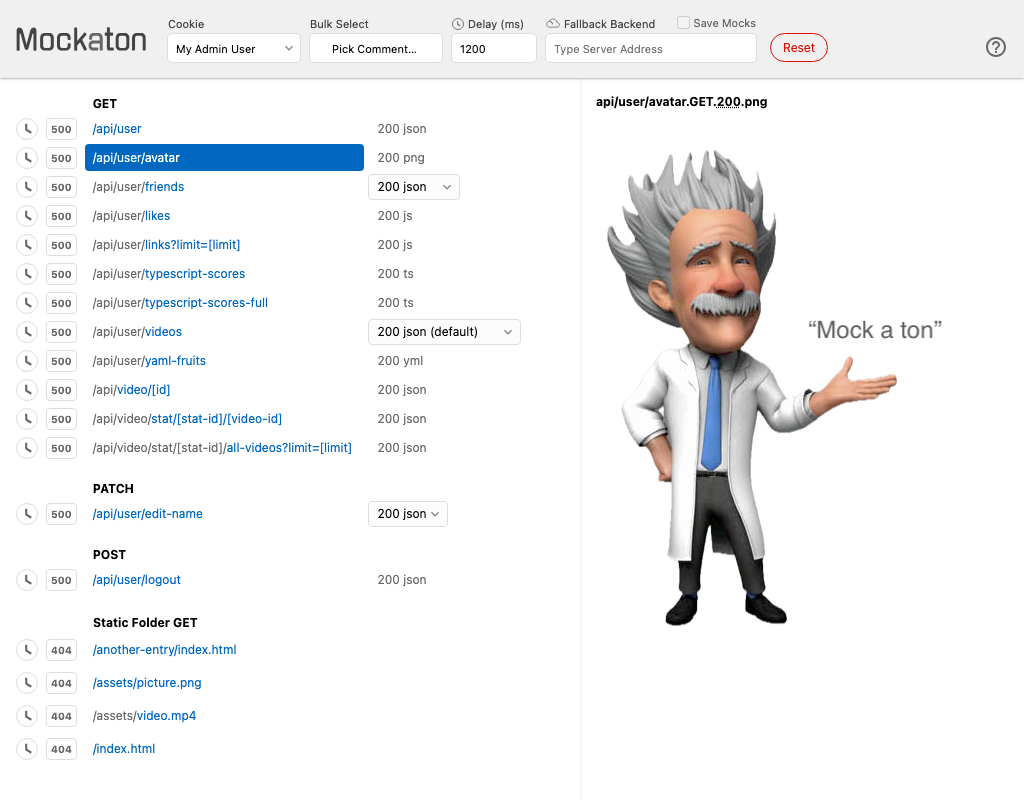 Mockaton
Cookie
My Admin User
Bulk Select
Pick Comment...
Delay (ms)
1200
Fallback Backend
Type Server Address
Save Mocks
Reset
?
GET
500 /api/user 200 json
500 /api/user/avatar 200 png
500 /api/user/friends 200 json
500 /api/user/likes 200 js
500 /api/user/links?limit=[limit] 200 js
500 /api/user/typescript-scores 200 ts
500 /api/user/typescript-scores-full 200 ts
500 /api/user/videos 200 json (default)
500 /api/user/yaml-fruits 200 yml
500 /api/video/[id] 200 json
500 /api/video/stat/[stat-id]/[video-id] 200 json
500 /api/video/stat/[stat-id]/all-videos?limit=[limit] 200 json
PATCH
500 /api/user/edit-name 200 json
POST
500 /api/user/logout 200 json
Static Folder GET
404 /another-entry/index.html
404 /assets/picture.png
404 /assets/video.mp4
404 /index.html
api/user/avatar.GET.200.png
“Mock a ton”